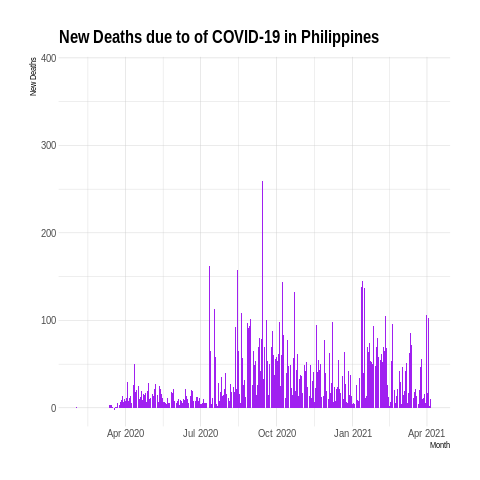 New Deaths due to of COVID-19 in Philippines
New Deaths
400
300
200
100
0
Apr 2020 Jul 2020 Oct 2020 Jan 2021 Apr 2021
Month